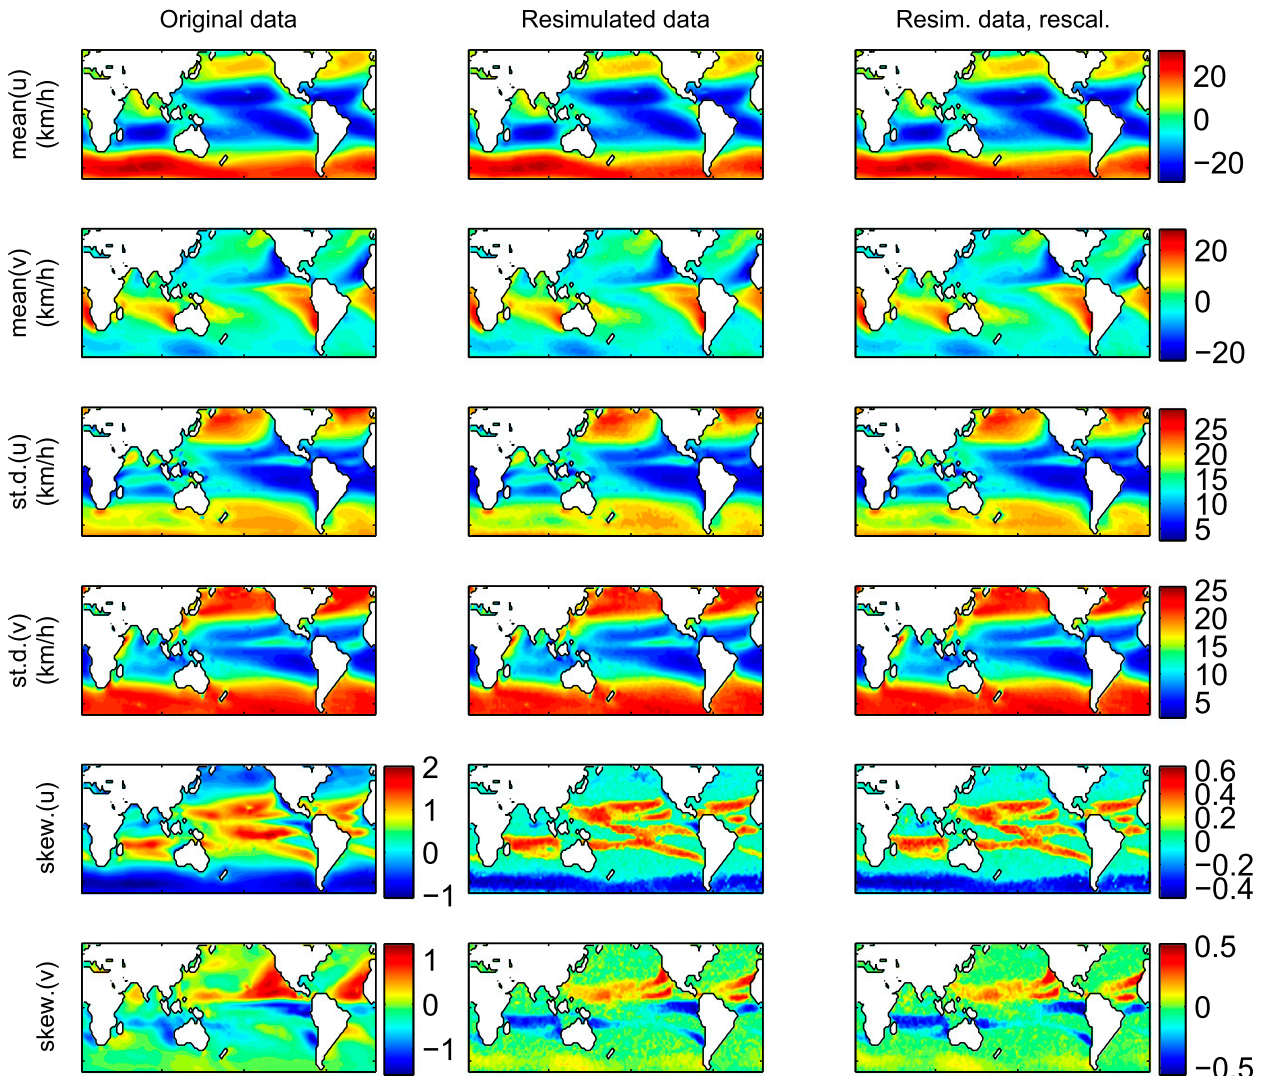 Original data
Resimulated data
Resim. data, rescal.
mean(u)
(km/h)
20
0
−20
mean(v)
(km/h)
20
0
−20
st.d.(u)
(km/h)
25
20
15
10
5
st.d.(v)
(km/h)
25
20
15
10
5
skew.(u)
2
1
0
−1
0.6
0.4
0.2
0
−0.2
−0.4
skew.(v)
1
0
−1
0.5
0
−0.5